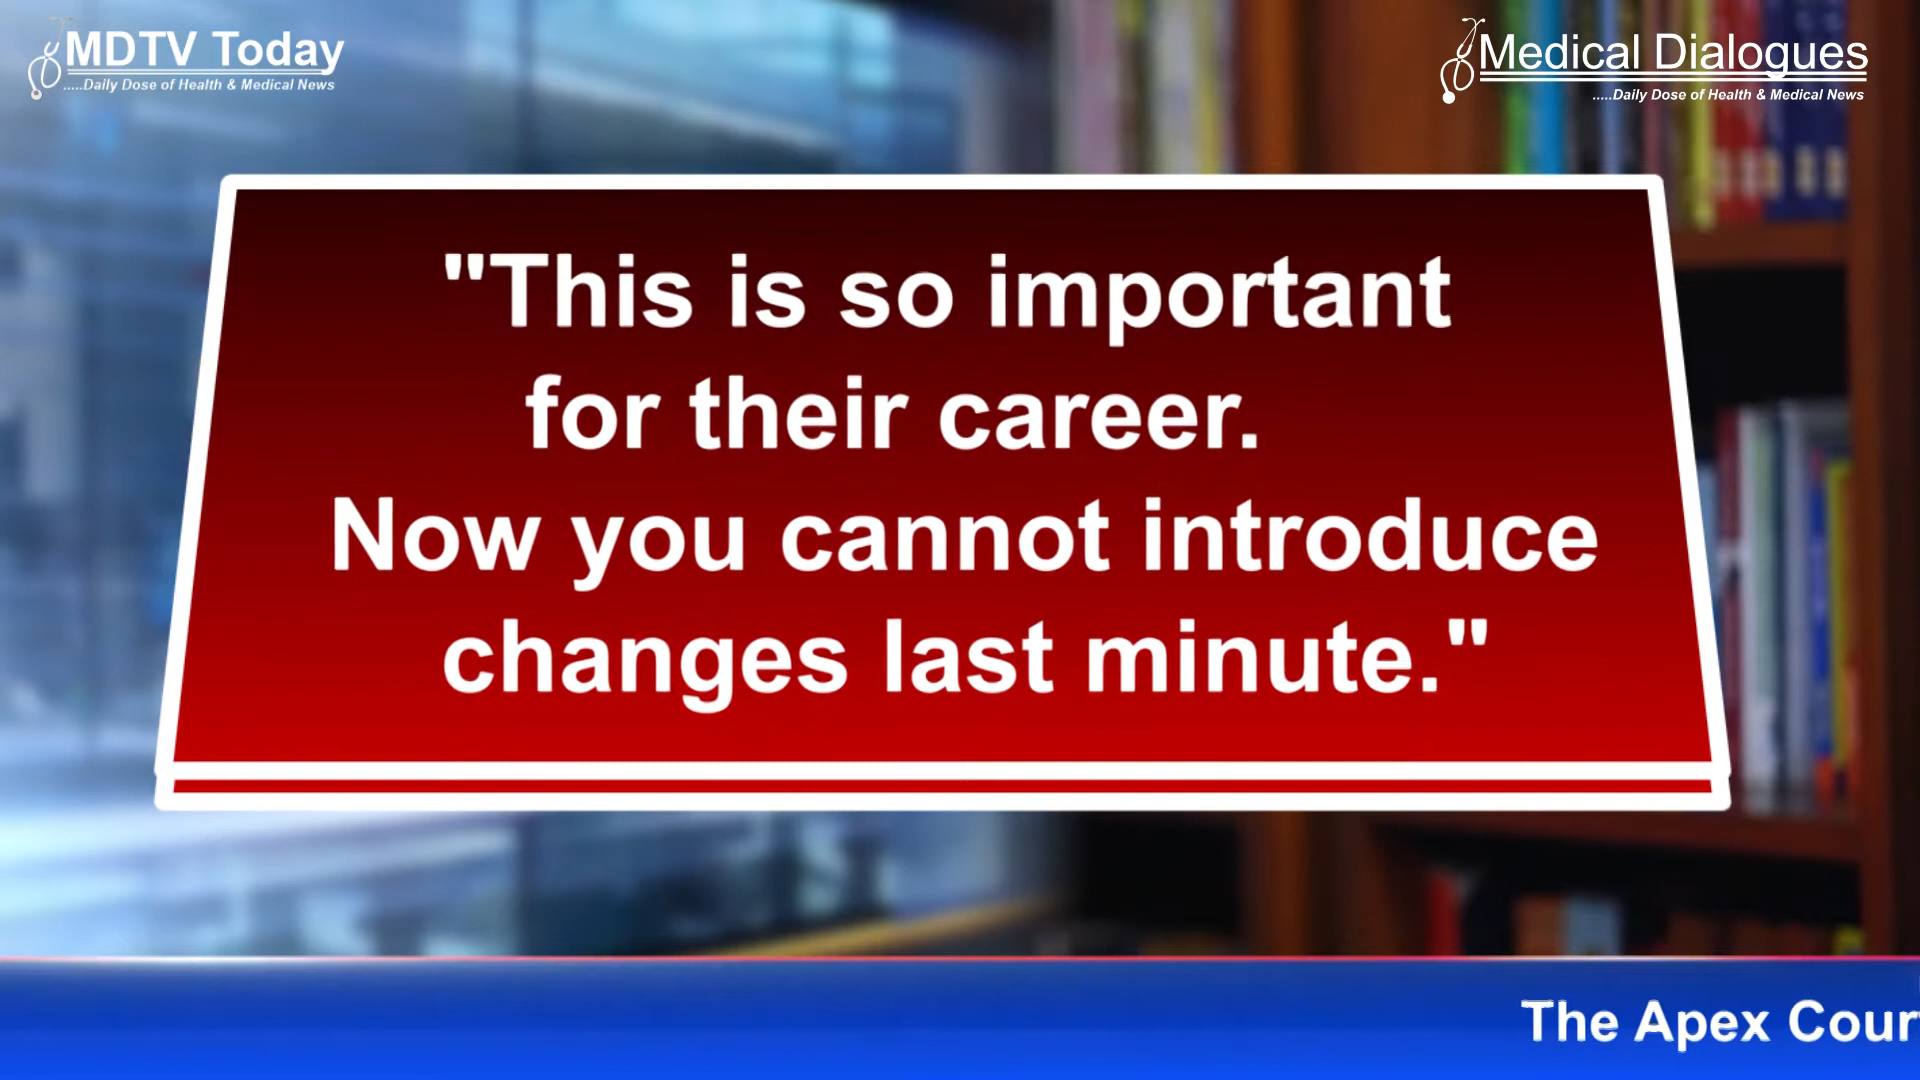 MDTV Today
.....Daily Dose of Health & Medical News
Medical Dialogues
.....Daily Dose of Health & Medical News
"This is so important
for their career.
Now you cannot introduce
changes last minute."
The Apex Cour